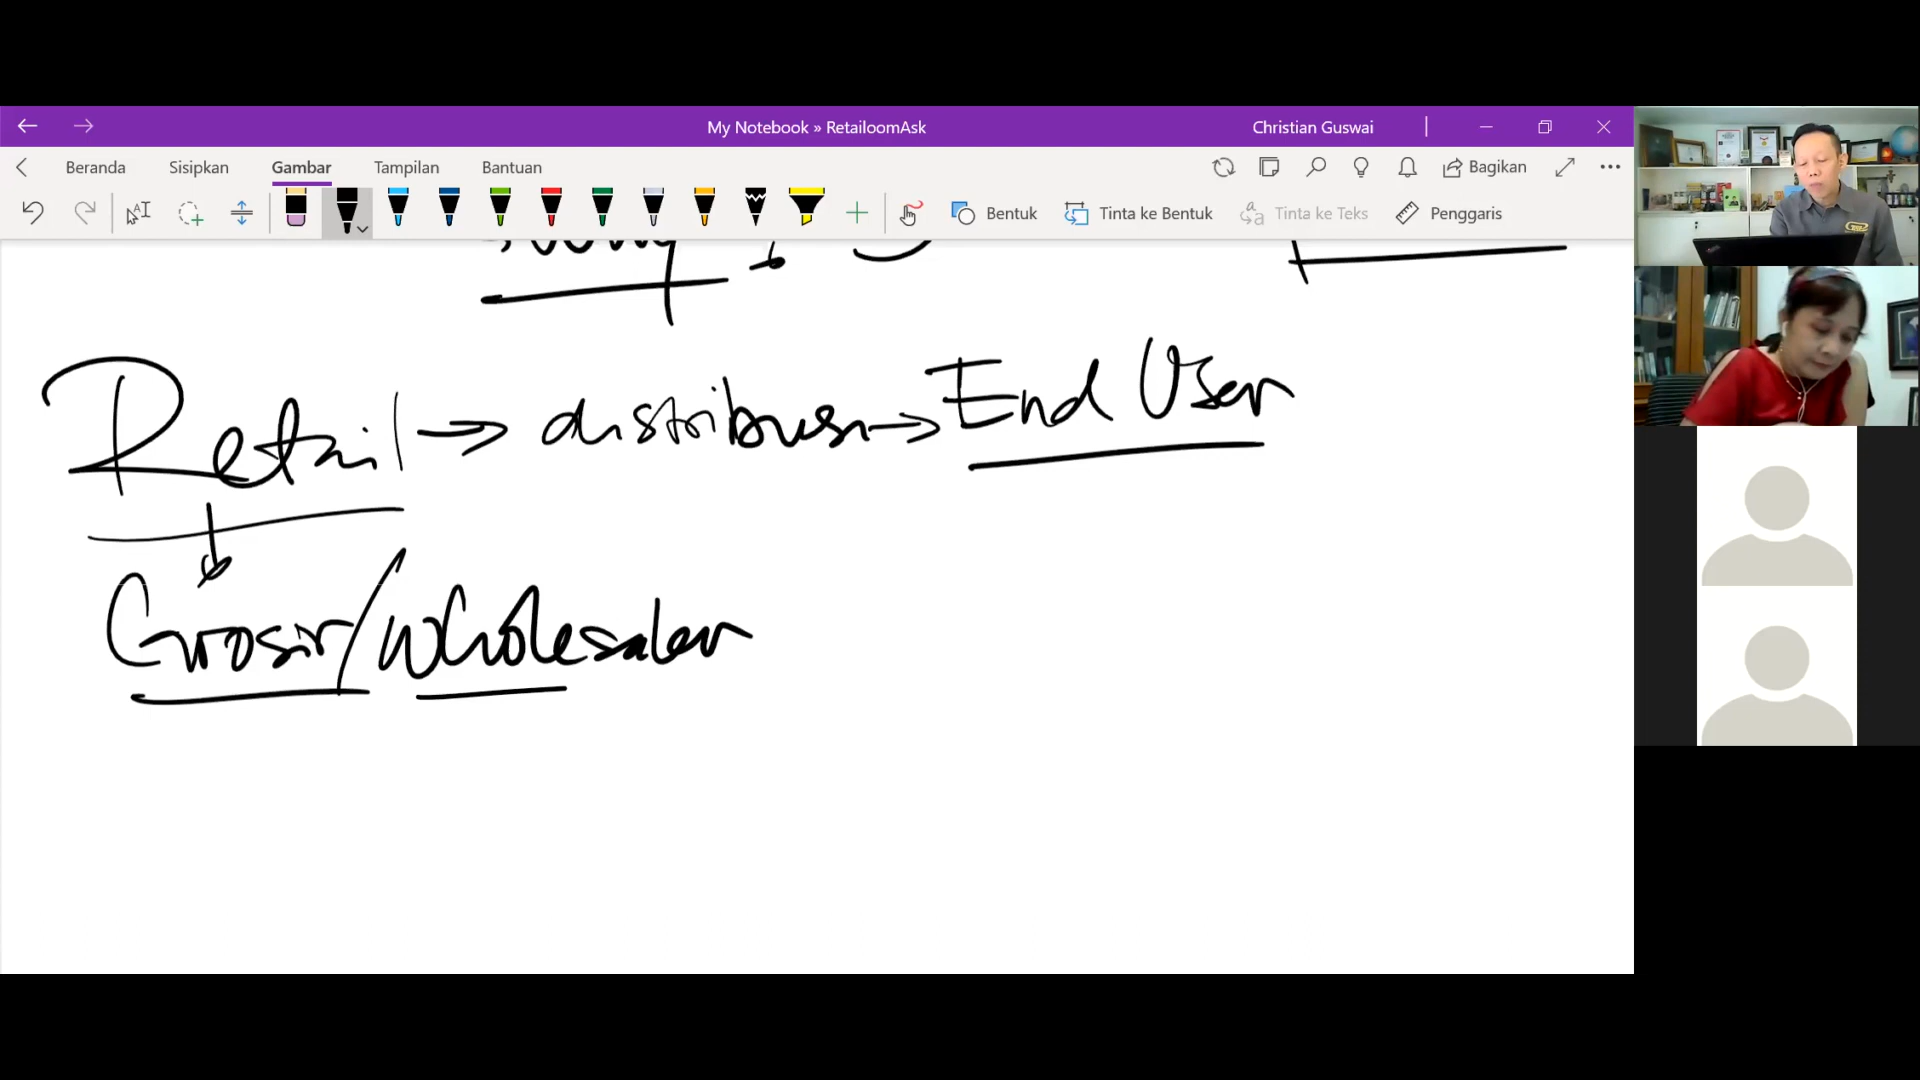 My Notebook » RetailoomAsk Christian Guswai
Beranda Sisipkan Gambar Tampilan Bantuan Bagikan
Bentuk Tinta ke Bentuk Tinta ke Teks Penggaris
Retail → distribusi → End User
Grosir/Wholesaler